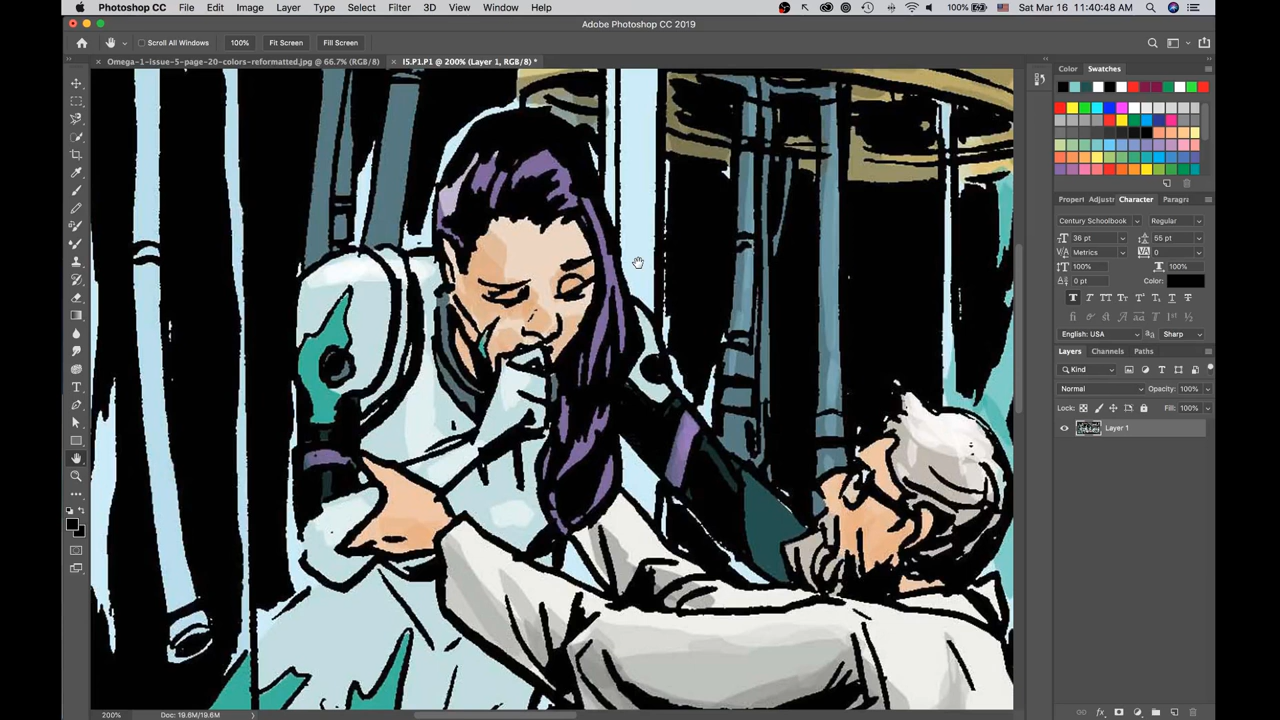 Photoshop CC File Edit Image Layer Type Select Filter 3D View Window Help 100% Sat Mar 16 11:40:48 AM
Adobe Photoshop CC 2019
Scroll All Windows 100% Fit Screen Fill Screen
Omega-1-issue-5-page-20-colors-reformatted.jpg @ 66.7% (RGB/8) I5.P1.P1 @ 200% (Layer 1, RGB/8) *
Color Swatches
Propert Adjustr Character Paragra
Century Schoolbook Regular
36 pt 55 pt
Metrics 0
100% 100%
0 pt Color:
English: USA Sharp
Layers Channels Paths
Kind
Normal Opacity: 100%
Lock: Fill: 100%
Layer 1
200% Doc: 19.6M/19.6M